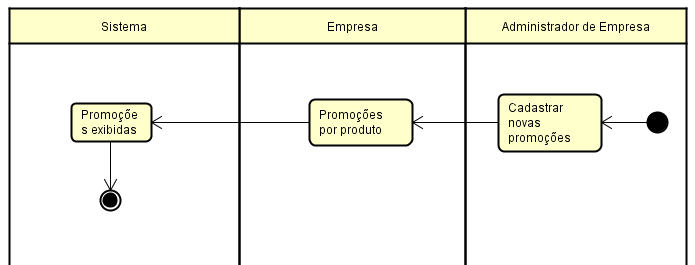 Sistema
Empresa
Administrador de Empresa
Promoçõe
s exibidas
Promoções
por produto
Cadastrar
novas
promoções